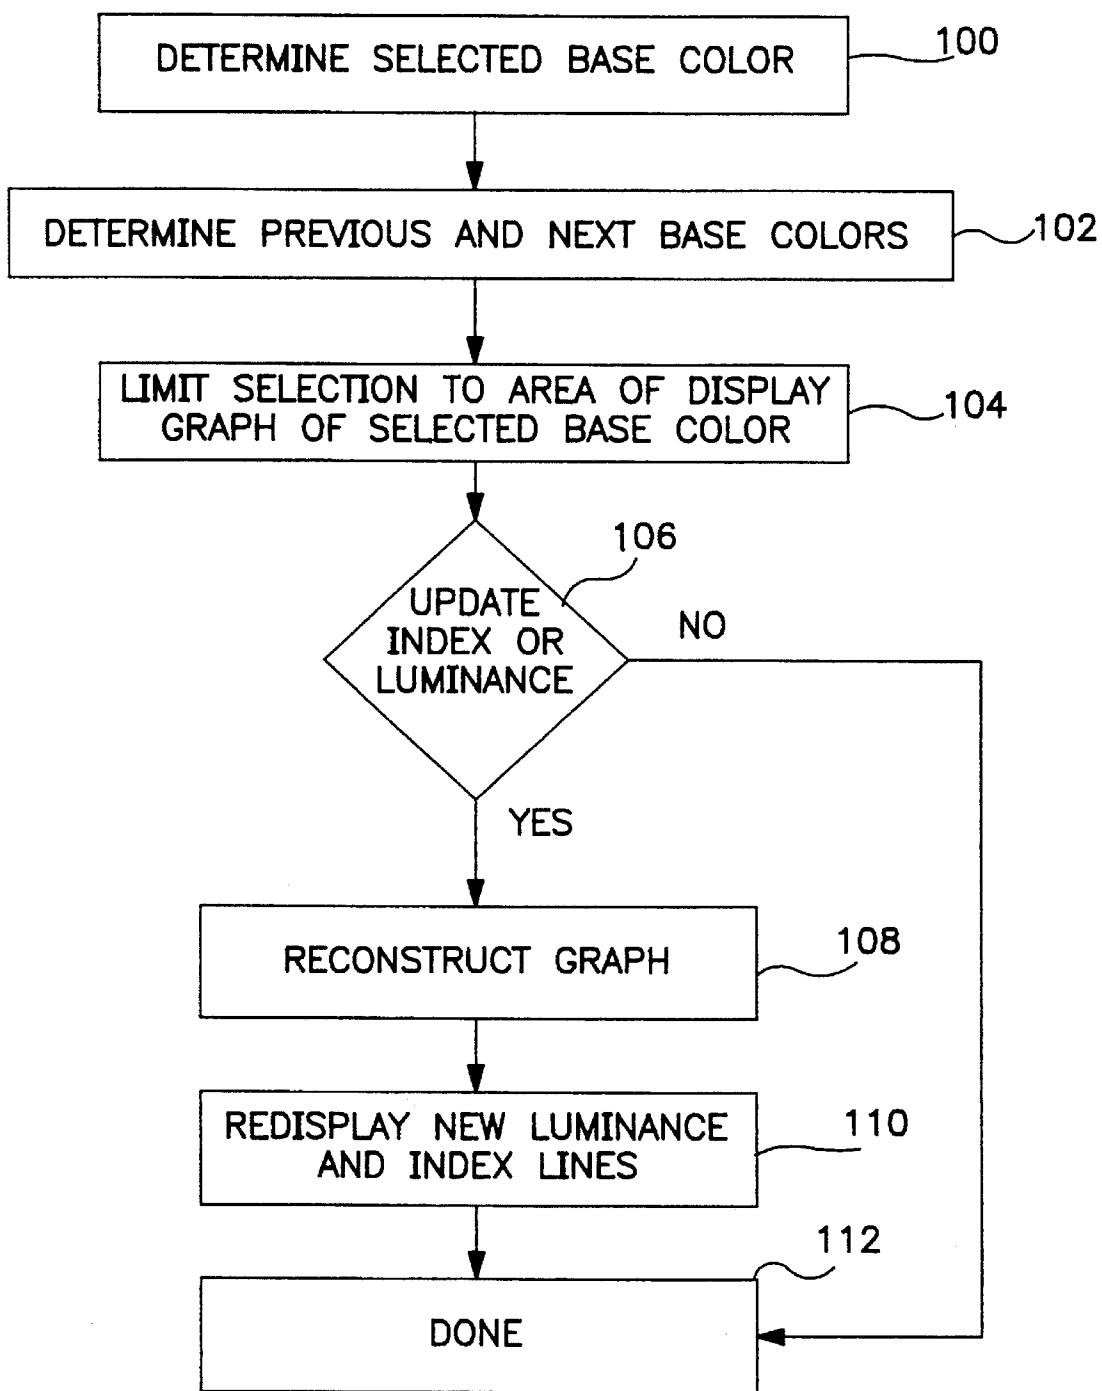 DETERMINE SELECTED BASE COLOR
100
DETERMINE PREVIOUS AND NEXT BASE COLORS
102
LIMIT SELECTION TO AREA OF DISPLAY
GRAPH OF SELECTED BASE COLOR
104
106
UPDATE
INDEX OR
LUMINANCE
NO
YES
RECONSTRUCT GRAPH
108
REDISPLAY NEW LUMINANCE
AND INDEX LINES
110
112
DONE